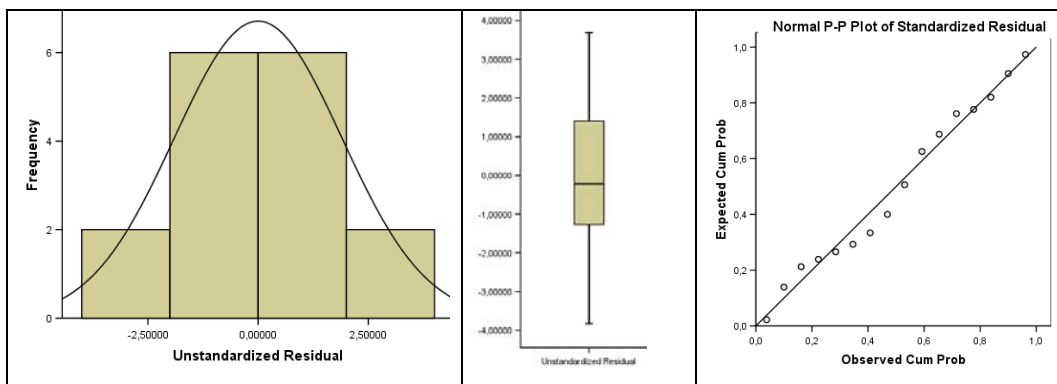 Frequency
6
4
2
0
-2,50000 0,00000 2,50000
Unstandardized Residual
4,00000
3,00000
2,00000
1,00000
0,00000
-1,00000
-2,00000
-3,00000
-4,00000
Unstandardized Residual
Normal P-P Plot of Standardized Residual
Expected Cum Prob
1,0
0,8
0,6
0,4
0,2
0,0
0,0 0,2 0,4 0,6 0,8 1,0
Observed Cum Prob